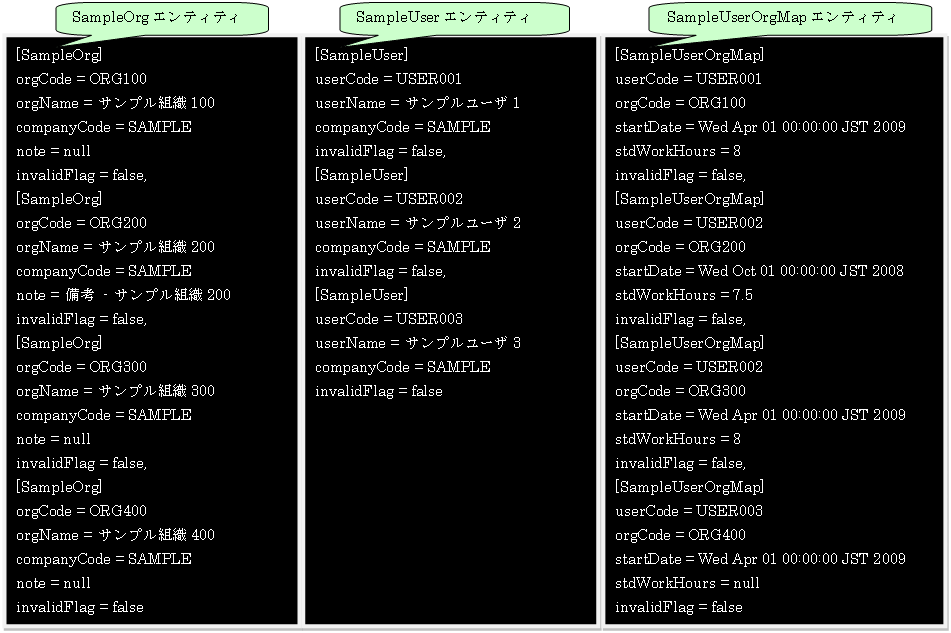 SampleOrg エンティティ
[SampleOrg]
orgCode = ORG100
orgName = サンプル組織 100
companyCode = SAMPLE
note = null
invalidFlag = false,
[SampleOrg]
orgCode = ORG200
orgName = サンプル組織 200
companyCode = SAMPLE
note = 備考 - サンプル組織 200
invalidFlag = false,
[SampleOrg]
orgCode = ORG300
orgName = サンプル組織 300
companyCode = SAMPLE
note = null
invalidFlag = false,
[SampleOrg]
orgCode = ORG400
orgName = サンプル組織 400
companyCode = SAMPLE
note = null
invalidFlag = false
SampleUser エンティティ
[SampleUser]
userCode = USER001
userName = サンプルユーザ 1
companyCode = SAMPLE
invalidFlag = false,
[SampleUser]
userCode = USER002
userName = サンプルユーザ 2
companyCode = SAMPLE
invalidFlag = false,
[SampleUser]
userCode = USER003
userName = サンプルユーザ 3
companyCode = SAMPLE
invalidFlag = false
SampleUserOrgMap エンティティ
[SampleUserOrgMap]
userCode = USER001
orgCode = ORG100
startDate = Wed Apr 01 00:00:00 JST 2009
stdWorkHours = 8
invalidFlag = false,
[SampleUserOrgMap]
userCode = USER002
orgCode = ORG200
startDate = Wed Oct 01 00:00:00 JST 2008
stdWorkHours = 7.5
invalidFlag = false,
[SampleUserOrgMap]
userCode = USER002
orgCode = ORG300
startDate = Wed Apr 01 00:00:00 JST 2009
stdWorkHours = 8
invalidFlag = false,
[SampleUserOrgMap]
userCode = USER003
orgCode = ORG400
startDate = Wed Apr 01 00:00:00 JST 2009
stdWorkHours = null
invalidFlag = false